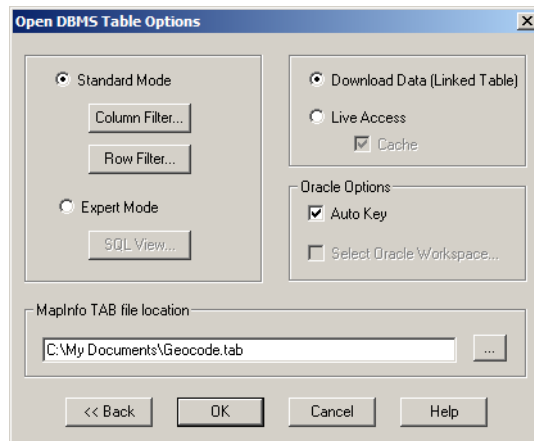 Open DBMS Table Options
Standard Mode
Column Filter...
Row Filter...
Expert Mode
SQL View...
Download Data (Linked Table)
Live Access
Cache
Oracle Options
Auto Key
Select Oracle Workspace...
MapInfo TAB file location
C:\My Documents\Geocode.tab
...
<< Back
OK
Cancel
Help